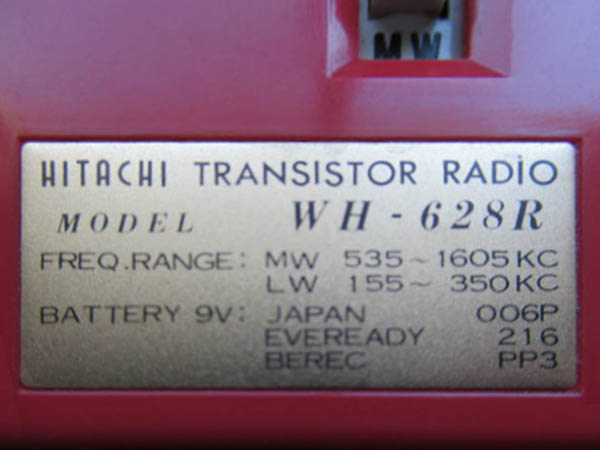 MW
HITACHI TRANSISTOR RADIO
MODEL WH-628R
FREQ.RANGE: MW 535~1605KC
LW 155~ 350KC
BATTERY 9V: JAPAN 006P
EVEREADY 216
BEREC PP3